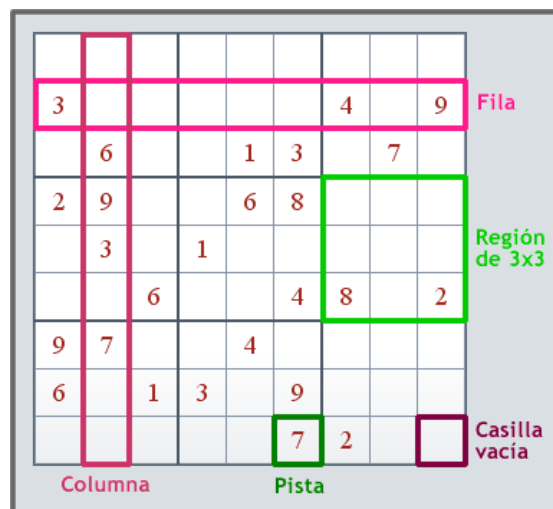 3 4 9 Fila
6 1 3 7
2 9 6 8
3 1 Región
de 3x3
6 4 8 2
9 7 4
6 1 3 9
7 2 Casilla
vacía
Columna Pista